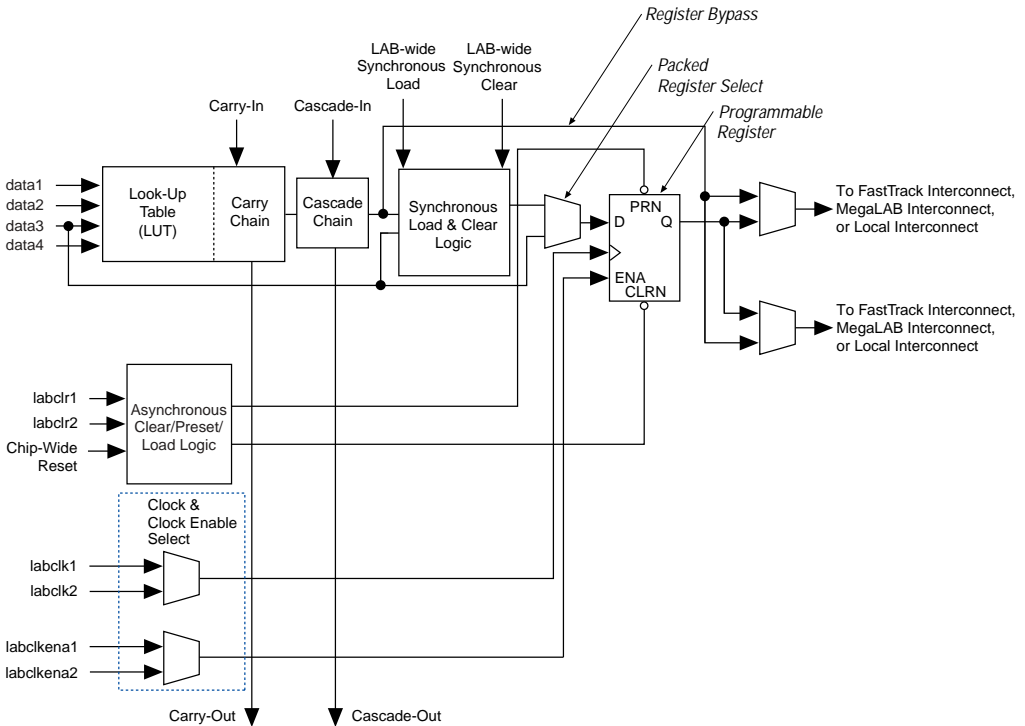 Register Bypass
LAB-wide
Synchronous
Load
LAB-wide
Synchronous
Clear
Packed
Register Select
Programmable
Register
Carry-In
Cascade-In
data1
data2
data3
data4
Look-Up
Table
(LUT)
Carry
Chain
Cascade
Chain
Synchronous
Load & Clear
Logic
PRN
D
Q
ENA
CLRN
To FastTrack Interconnect,
MegaLAB Interconnect,
or Local Interconnect
To FastTrack Interconnect,
MegaLAB Interconnect,
or Local Interconnect
labclr1
labclr2
Chip-Wide
Reset
Asynchronous
Clear/Preset/
Load Logic
Clock &
Clock Enable
Select
labclk1
labclk2
labclkena1
labclkena2
Carry-Out
Cascade-Out